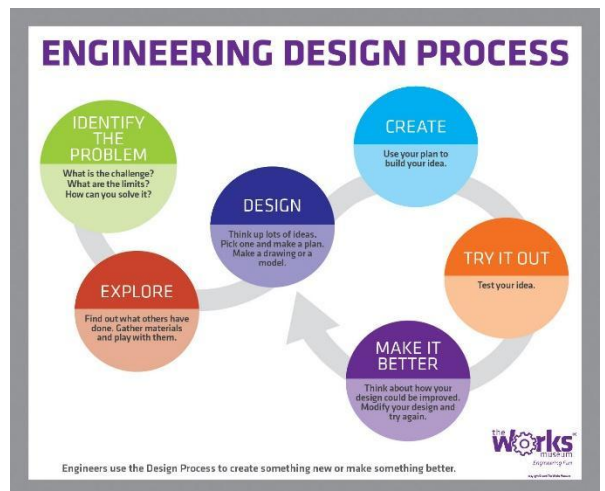 ENGINEERING DESIGN PROCESS
IDENTIFY
THE
PROBLEM
What is the challenge?
What are the limits?
How can you solve it?
EXPLORE
Find out what others have
done. Gather materials
and play with them.
DESIGN
Think up lots of ideas.
Pick one and make a plan.
Make a drawing or a
model.
CREATE
Use your plan to
build your idea.
TRY IT OUT
Test your idea.
MAKE IT
BETTER
Think about how your
design could be improved.
Modify your design and
try again.
Engineers use the Design Process to create something new or make something better.
the
Works
museum
Engineering Fun